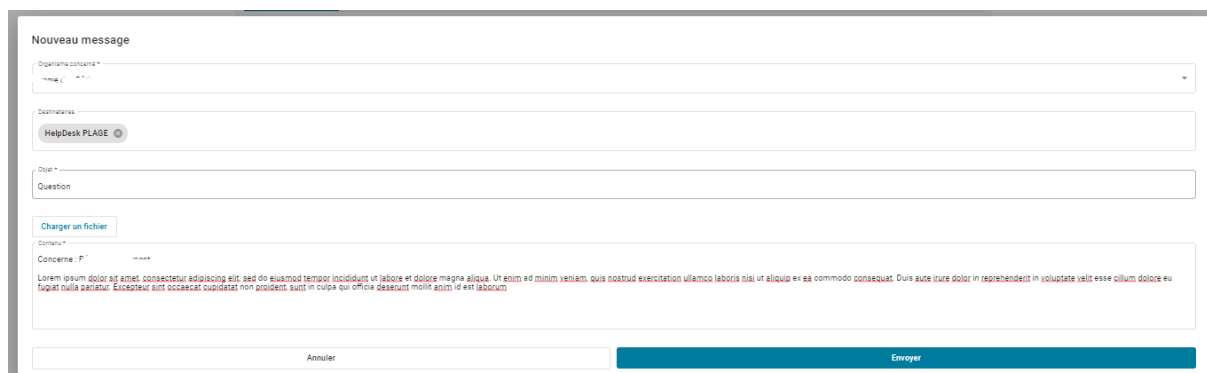 Nouveau message
Organisme concerné *
Destinataires
HelpDesk PLAGE
Objet *
Question
Charger un fichier
Contenu *
Concerne :
Lorem ipsum dolor sit amet, consectetur adipiscing elit, sed do eiusmod tempor incididunt ut labore et dolore magna aliqua. Ut enim ad minim veniam, quis nostrud exercitation ullamco laboris nisi ut aliquip ex ea commodo consequat. Duis aute irure dolor in reprehenderit in voluptate velit esse cillum dolore eu
fugiat nulla pariatur. Excepteur sint occaecat cupidatat non proident, sunt in culpa qui officia deserunt mollit anim id est laborum
Annuler
Envoyer